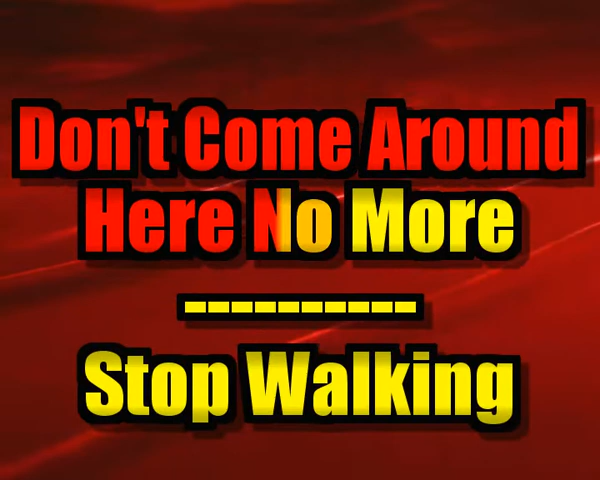 Don't Come Around
Here No More
----------
Stop Walking